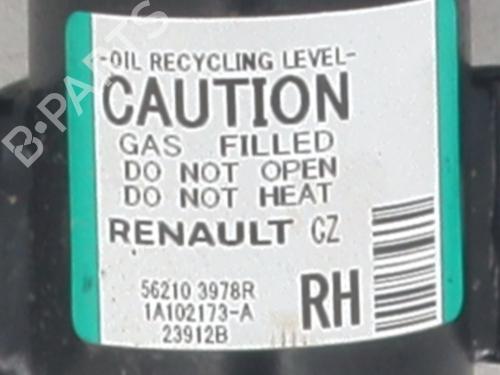 B-PARTS
-OIL RECYCLING LEVEL-
CAUTION
GAS FILLED
DO NOT OPEN
DO NOT HEAT
RENAULT CZ
56210 3978R
1A102173-A
23912B
RH